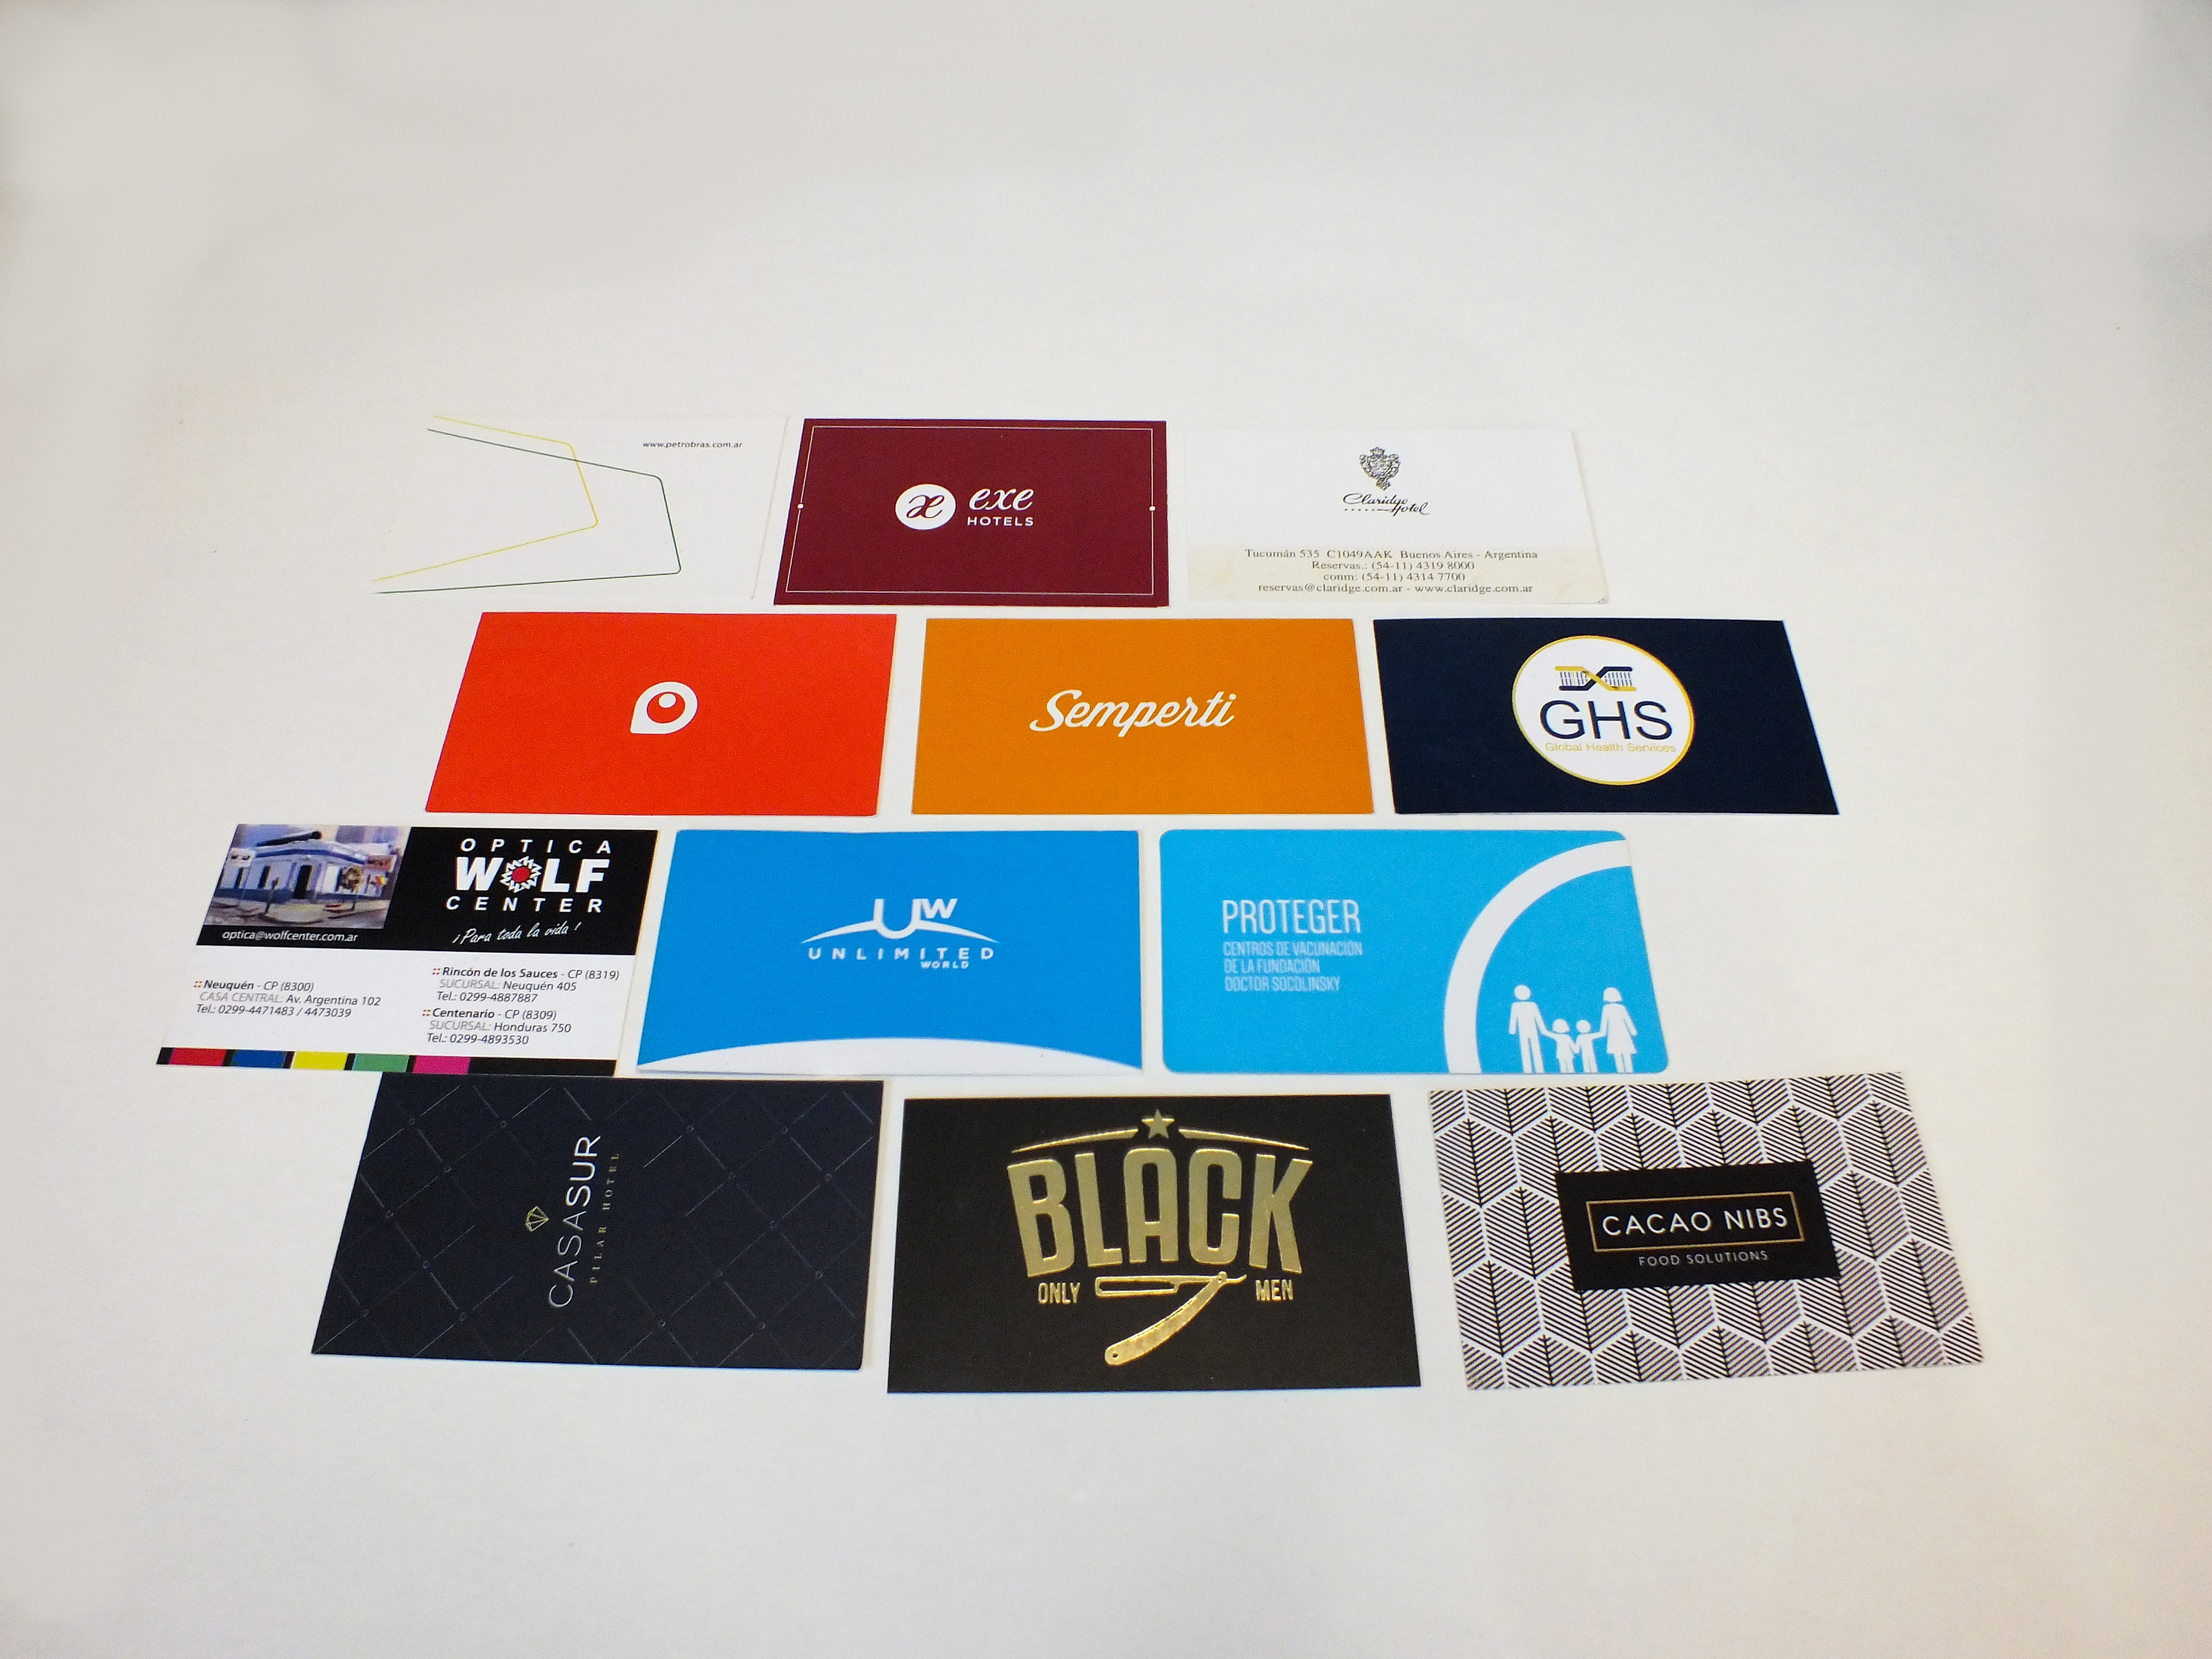 www.petrobras.com.ar
æ exe
HOTELS
Claridge
Hotel
Tucumán 535 C1049AAK Buenos Aires - Argentina
Reservas.: (54-11) 4319 8000
conm: (54-11) 4314 7700
reservas@claridge.com.ar - www.claridge.com.ar
Semperti
GHS
Global Health Services
optica@wolfcenter.com.ar
OPTICA
WOLF
CENTER
¡Para toda la vida!
Neuquén - CP (8300)
CASA CENTRAL: Av. Argentina 102
Tel.: 0299-4471483 / 4473039
Rincón de los Sauces - CP (8319)
SUCURSAL: Neuquén 405
Tel.: 0299-4887887
Centenario - CP (8309)
SUCURSAL: Honduras 750
Tel.: 0299-4893530
UW
UNLIMITED
WORLD
PROTEGER
CENTROS DE VACUNACIÓN
DE LA FUNDACIÓN
DOCTOR SOCOLINSKY
CASASUR
PILAR HOTEL
BLACK
ONLY MEN
CACAO NIBS
FOOD SOLUTIONS